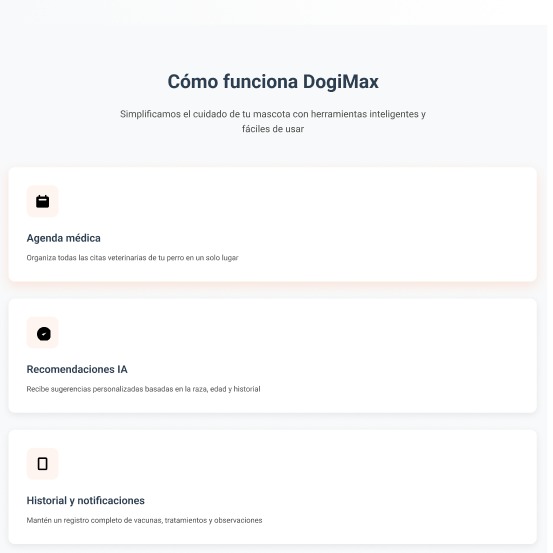 Cómo funciona DogiMax
Simplificamos el cuidado de tu mascota con herramientas inteligentes y
fáciles de usar
Agenda médica
Organiza todas las citas veterinarias de tu perro en un solo lugar
Recomendaciones IA
Recibe sugerencias personalizadas basadas en la raza, edad y historial
Historial y notificaciones
Mantén un registro completo de vacunas, tratamientos y observaciones